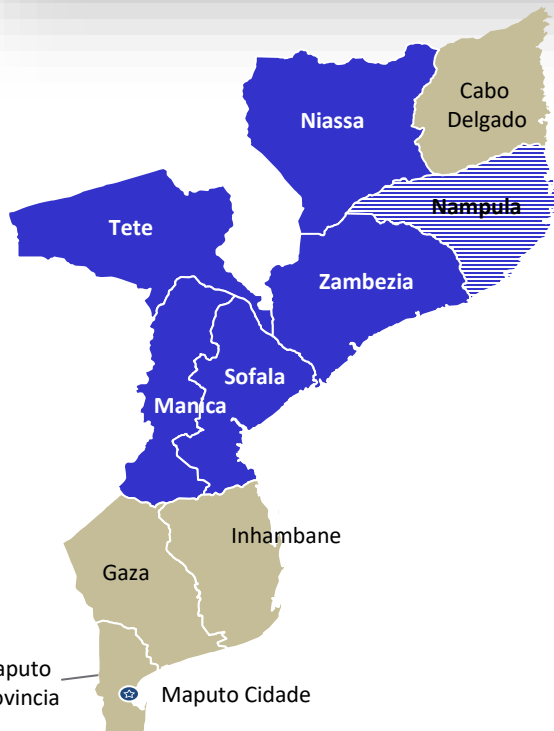 Cabo
Delgado
Niassa
Nampula
Tete
Zambezia
Sofala
Manica
Inhambane
Gaza
aputo
ovincia
Maputo Cidade